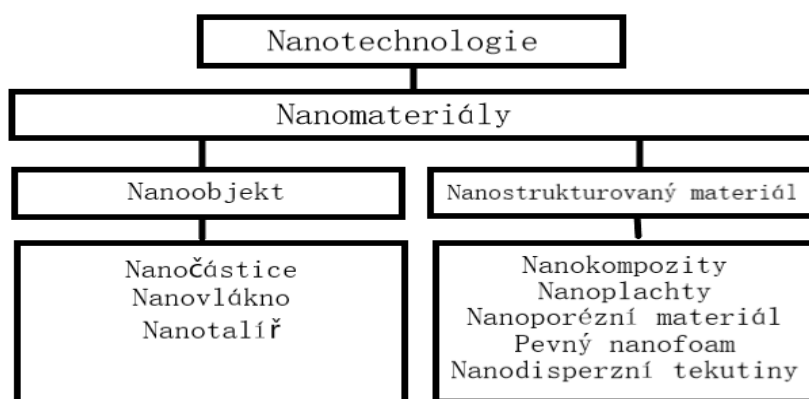 Nanotechnologie
Nanomateriály
Nanoobjekt
Nanostrukturovaný materiál
Nanočástice
Nanovlákno
Nanotalíř
Nanokompozity
Nanoplachty
Nanoporézní materiál
Pevný nanofoam
Nanodisperzní tekutiny